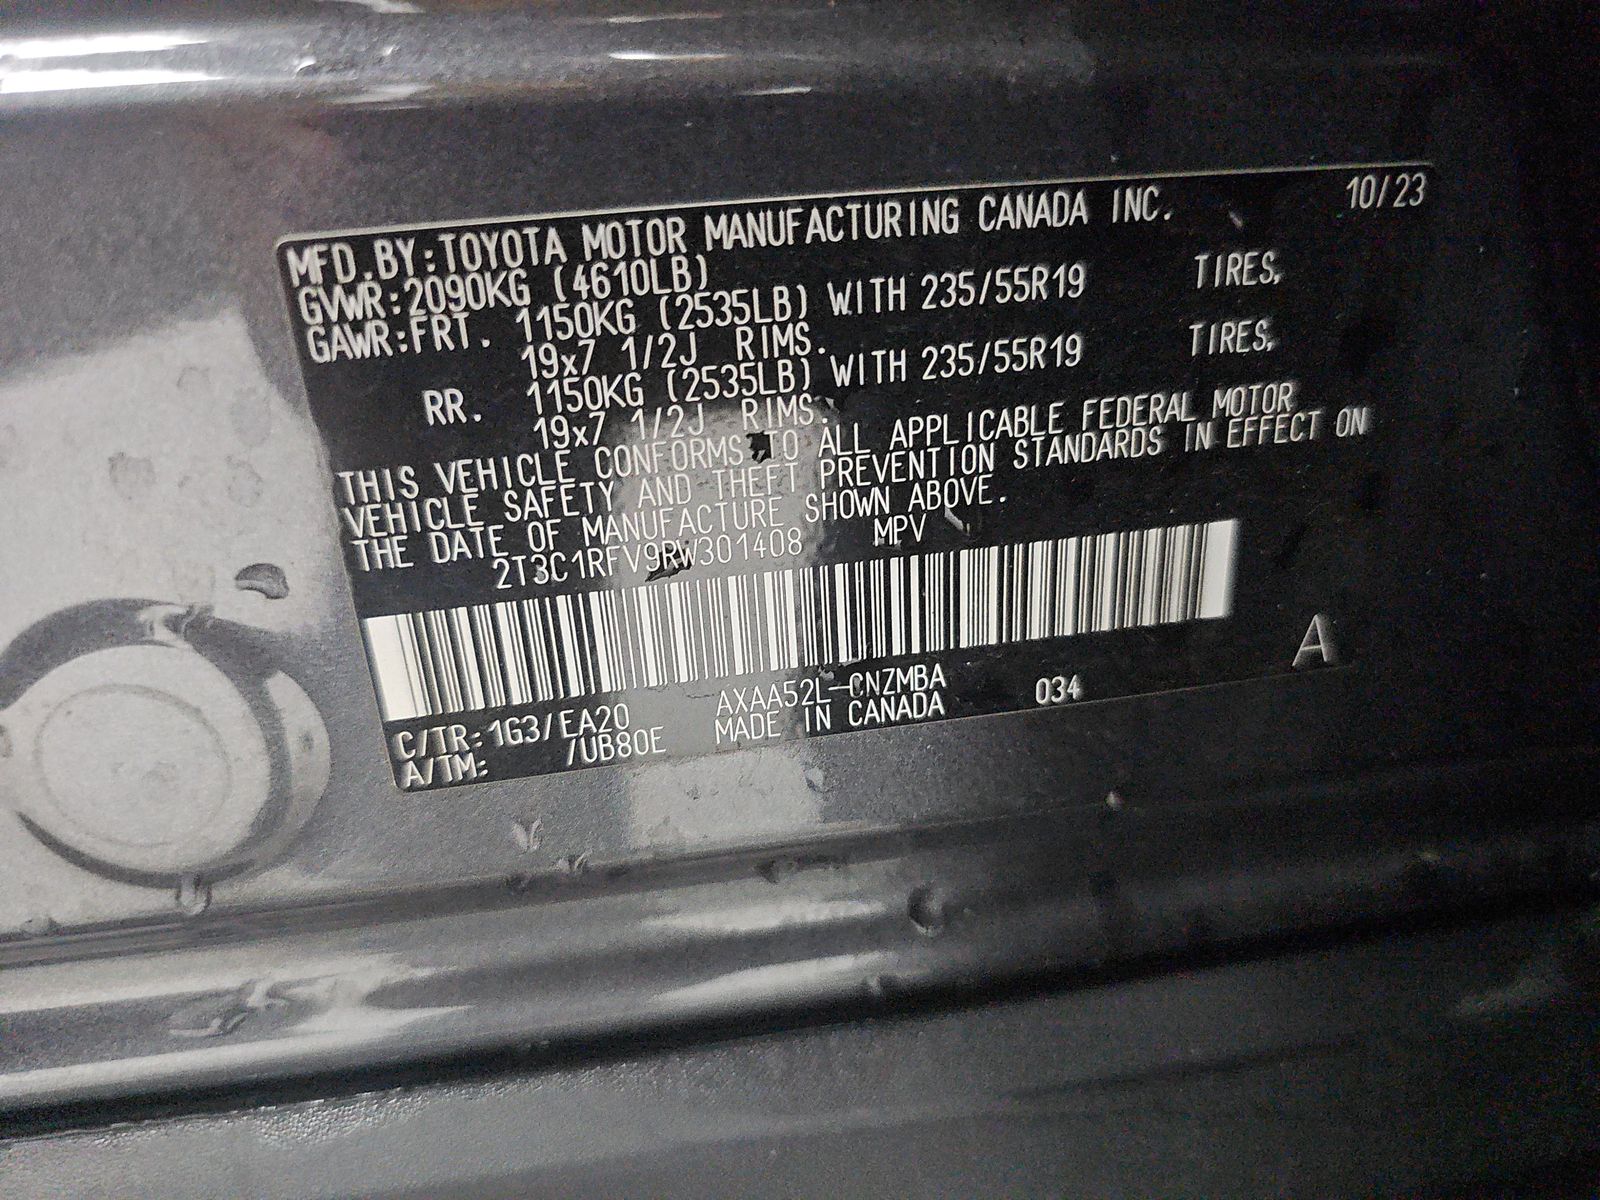 MFD.BY:TOYOTA MOTOR MANUFACTURING CANADA INC. 10/23
GVWR:2090KG (4610LB)
GAWR:FRT. 1150KG (2535LB) WITH 235/55R19 TIRES,
19x7 1/2J RIMS.
RR. 1150KG (2535LB) WITH 235/55R19 TIRES,
19x7 1/2J RIMS.
THIS VEHICLE CONFORMS TO ALL APPLICABLE FEDERAL MOTOR
VEHICLE SAFETY AND THEFT PREVENTION STANDARDS IN EFFECT ON
THE DATE OF MANUFACTURE SHOWN ABOVE.
2T3C1RFV9RW301408 MPV
C/TR:1G3/EA20 AXAA52L-CNZMBA 034 A
A/TM: /UB80E MADE IN CANADA